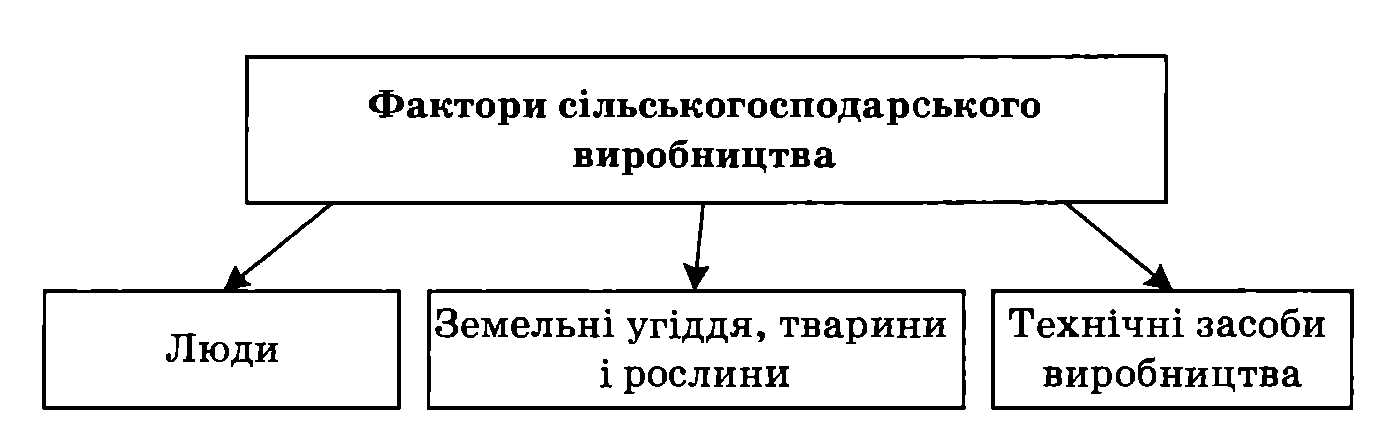 Фактори сільськогосподарського
виробництва
Люди
Земельні угіддя, тварини
і рослини
Технічні засоби
виробництва